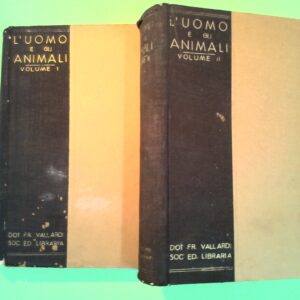 L'UOMO
E GLI
ANIMALI
VOLUME I
DOT. FR. VALLARDI
SOC. ED. LIBRARIA
L'UOMO
E GLI
ANIMALI
VOLUME II
DOT. FR. VALLARDI
SOC. ED. LIBRARIA